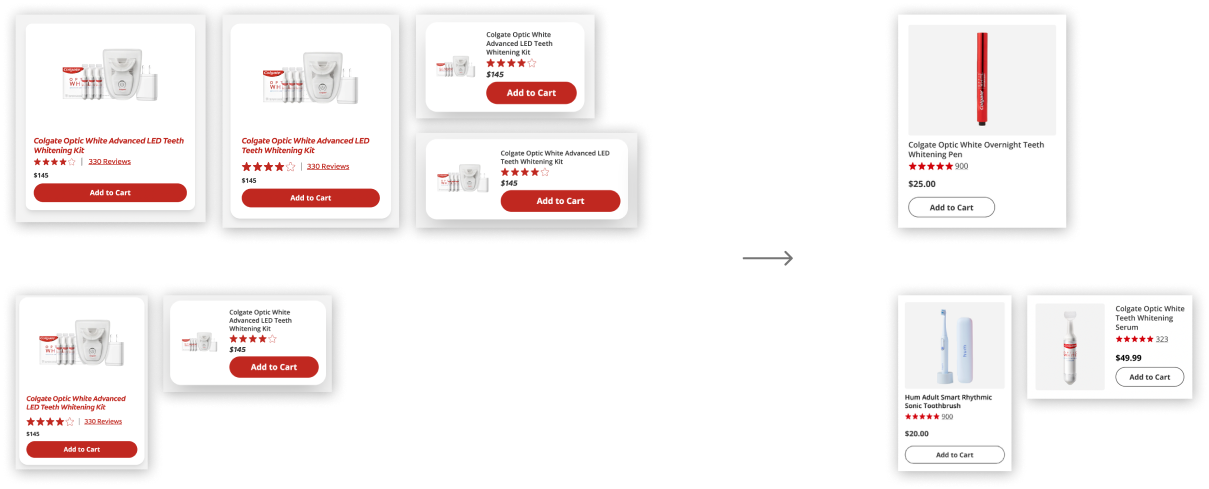 Colgate Optic White Advanced LED Teeth
Whitening Kit
330 Reviews
$145
Add to Cart
Colgate Optic White Advanced LED
Teeth Whitening Kit
330 Reviews
$145
Add to Cart
Colgate Optic White
Advanced LED Teeth
Whitening Kit
$145
Add to Cart
Colgate Optic White Advanced LED
Teeth Whitening Kit
$145
Add to Cart
Colgate
Colgate Optic White Overnight Teeth
Whitening Pen
900
$25.00
Add to Cart
Colgate Optic White Advanced
LED Teeth Whitening Kit
330 Reviews
$145
Add to Cart
Colgate Optic White
Advanced LED Teeth
Whitening Kit
$145
Add to Cart
Hum Adult Smart Rhythmic
Sonic Toothbrush
900
$20.00
Add to Cart
Colgate Optic White
Teeth Whitening
Serum
323
$49.99
Add to Cart